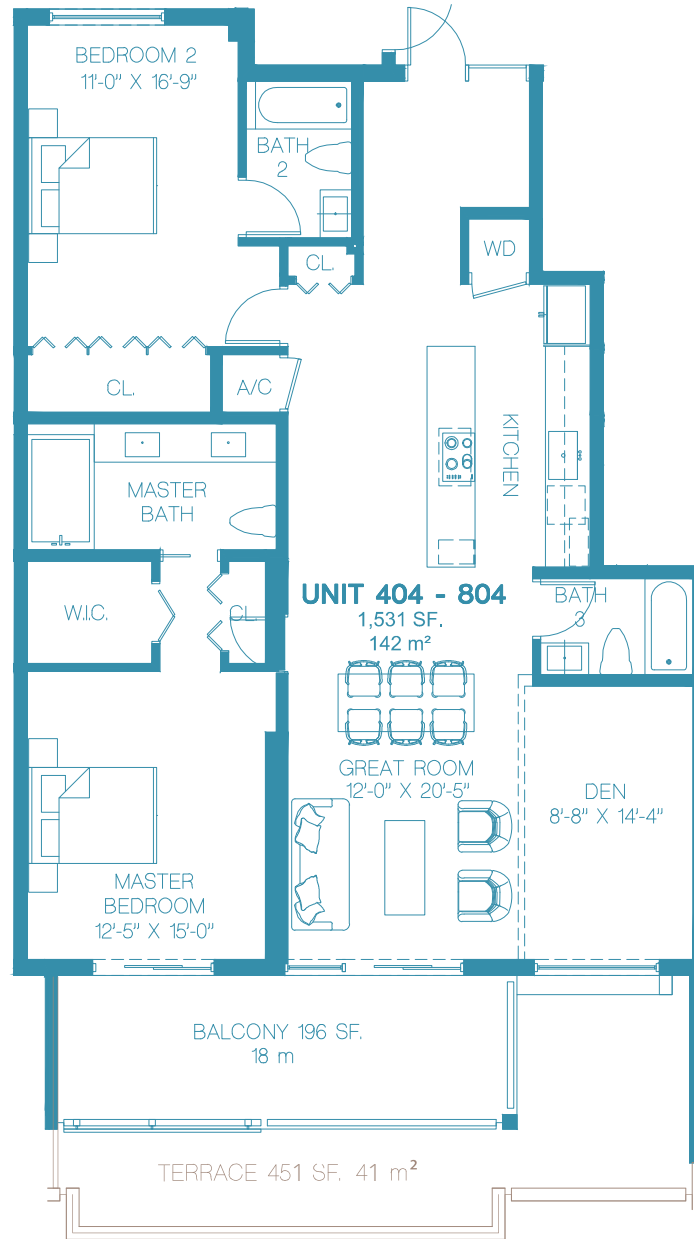 BEDROOM 2
11'-0" X 16'-9"
BATH
2
WD
CL.
CL.
A/C
KITCHEN
MASTER
BATH
UNIT 404 - 804
1,531 SF.
142 m²
BATH
3
W.I.C.
CL
GREAT ROOM
12'-0" X 20'-5"
DEN
8'-8" X 14'-4"
MASTER
BEDROOM
12'-5" X 15'-0"
BALCONY 196 SF.
18 m
TERRACE 451 SF. 41 m²